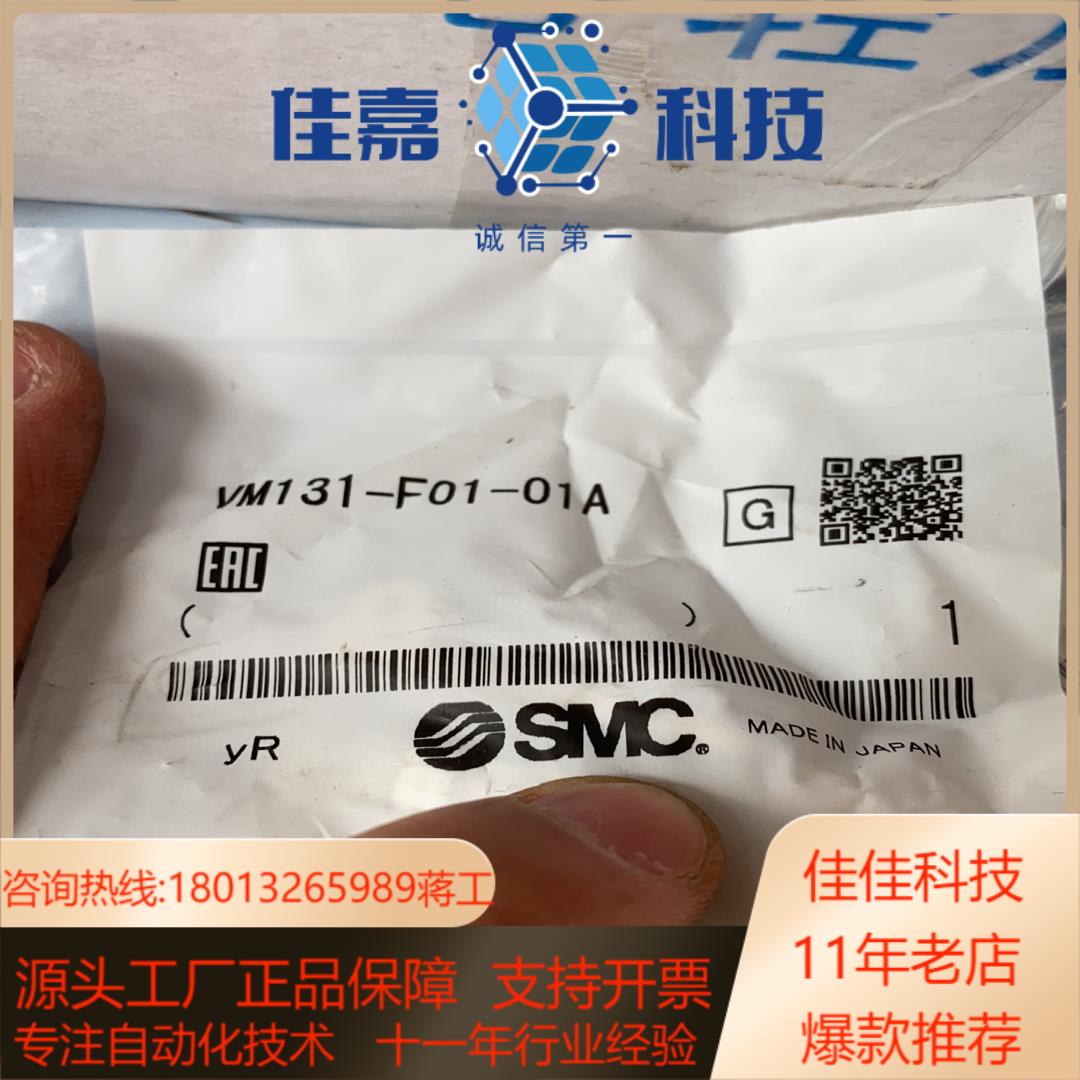 佳嘉科技
诚信第一
VM131-F01-01A
G
EAC
( )
1
yR
SMC®
MADE IN JAPAN
咨询热线:18013265989蒋工
源头工厂正品保障 支持开票
专注自动化技术 十一年行业经验
佳佳科技
11年老店
爆款推荐